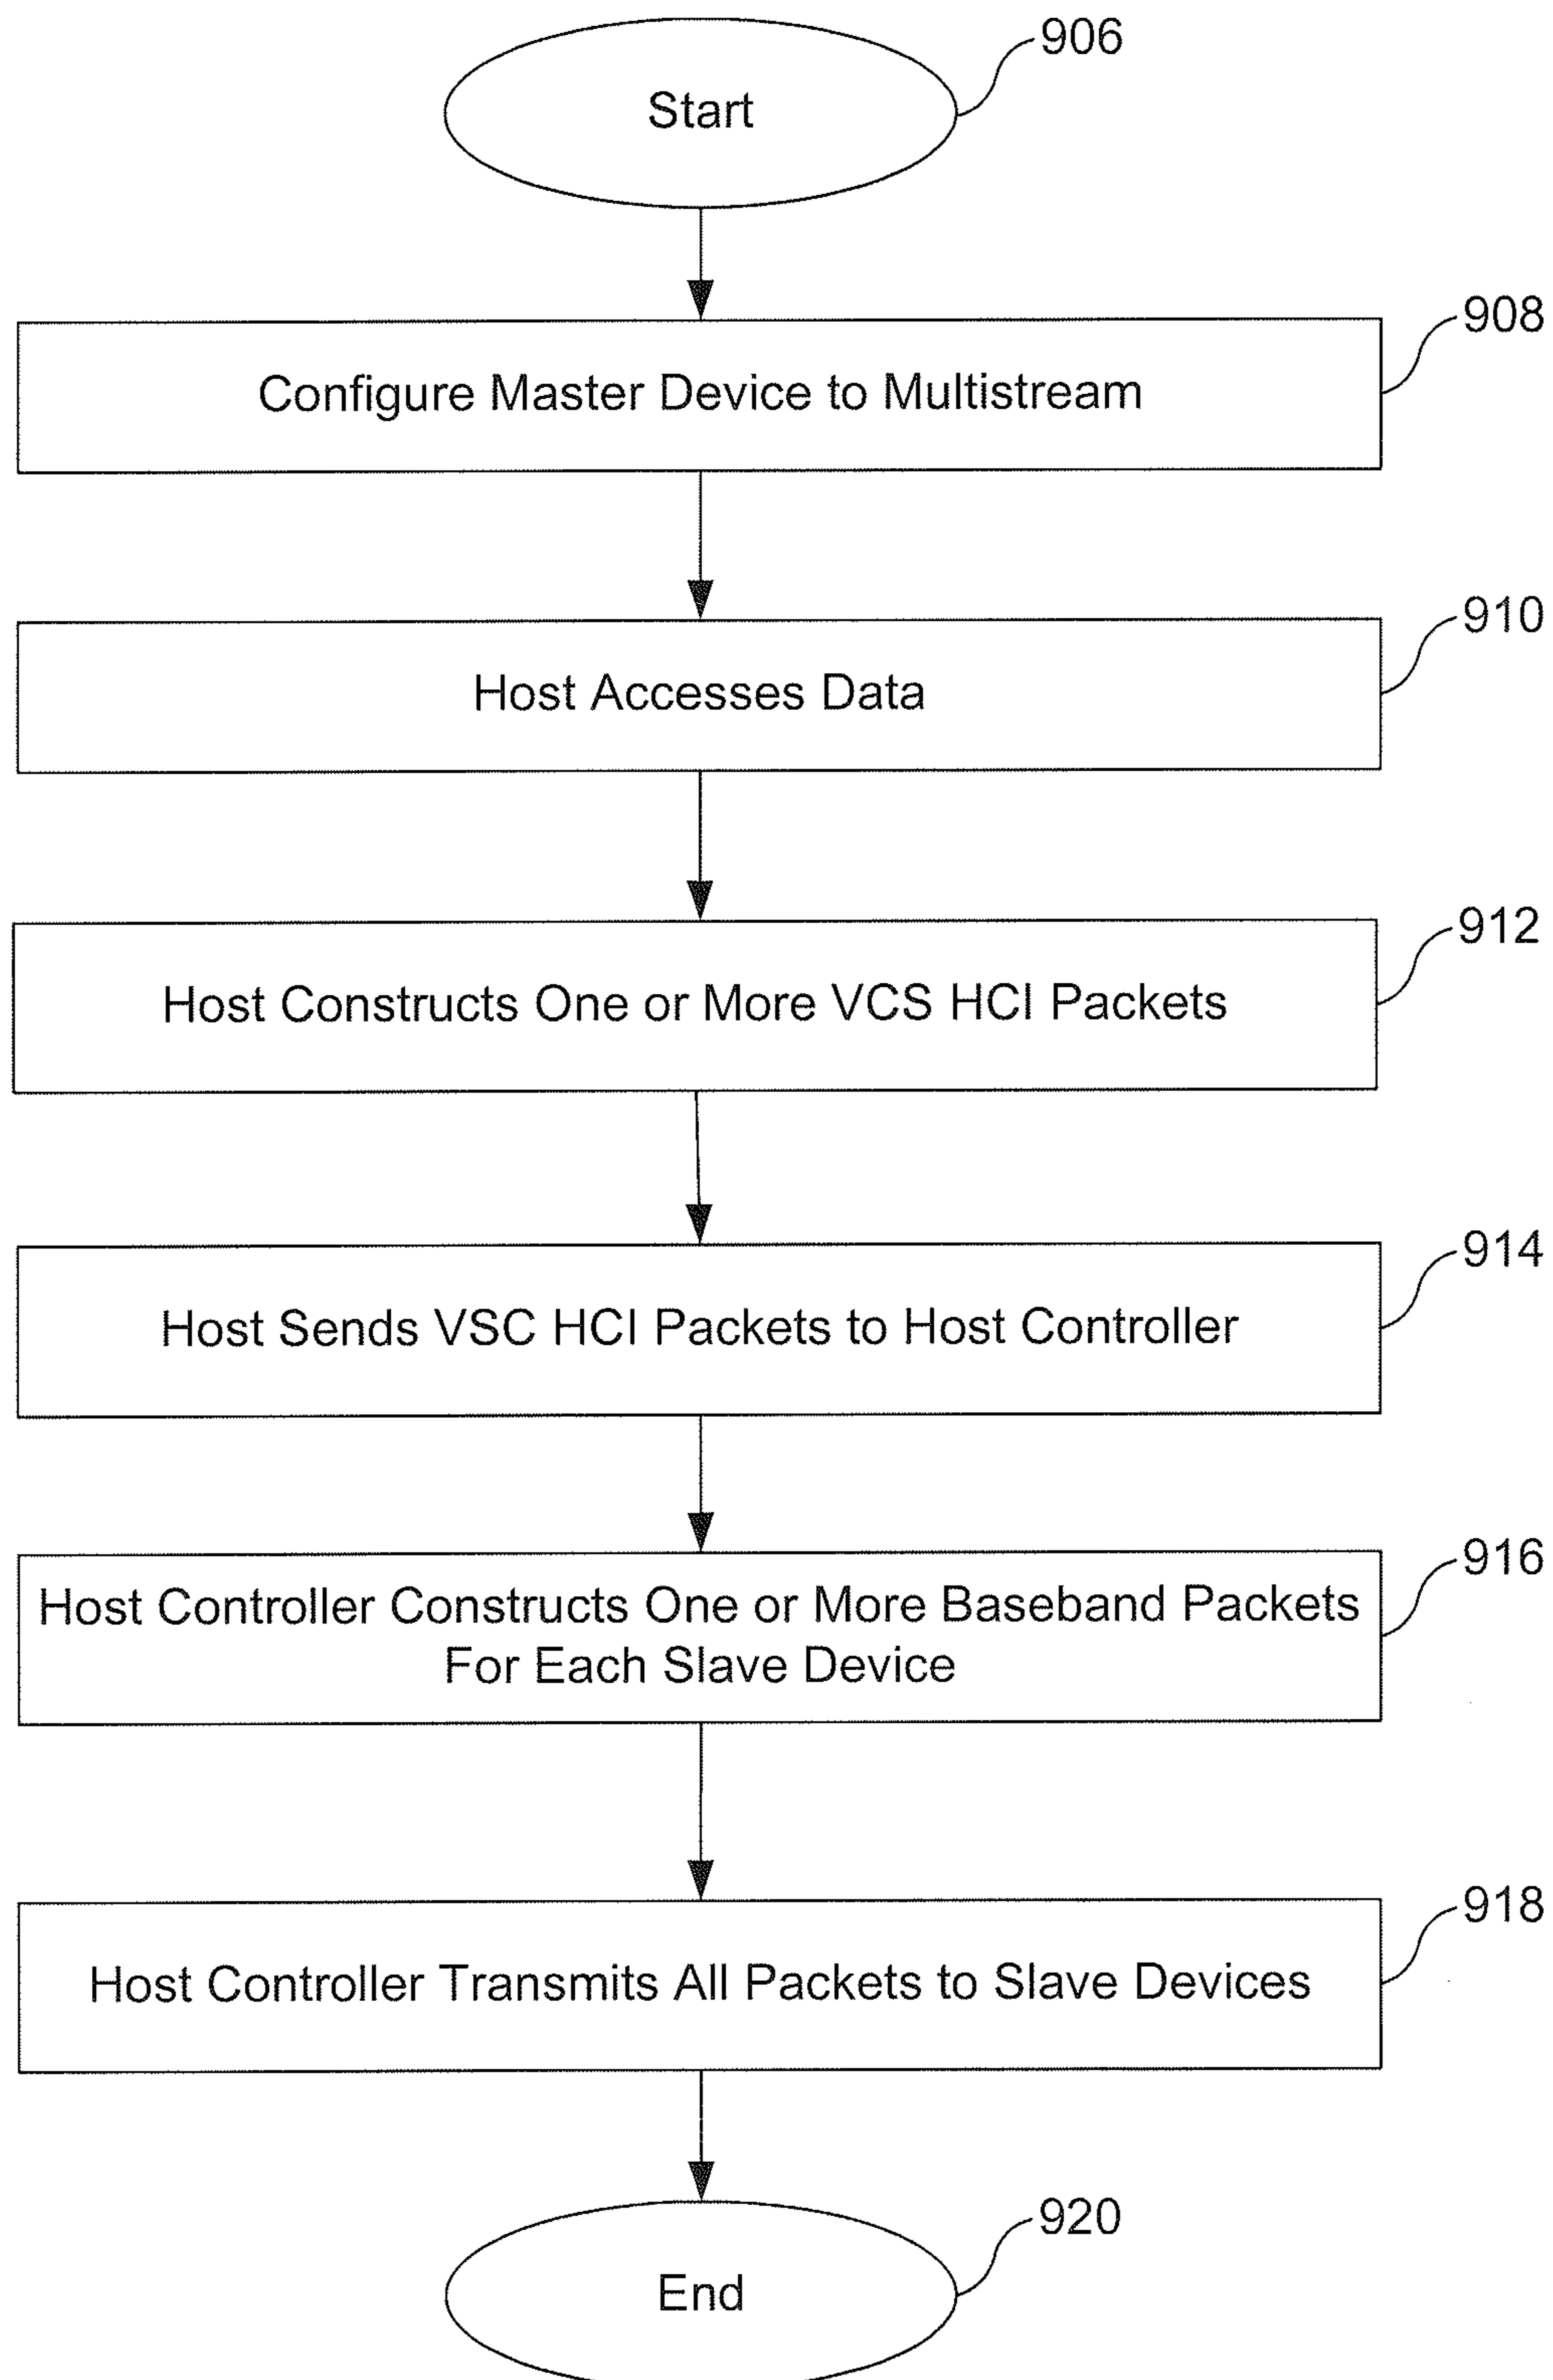 906
Start
908
Configure Master Device to Multistream
910
Host Accesses Data
912
Host Constructs One or More VCS HCI Packets
914
Host Sends VSC HCI Packets to Host Controller
916
Host Controller Constructs One or More Baseband Packets
For Each Slave Device
918
Host Controller Transmits All Packets to Slave Devices
920
End